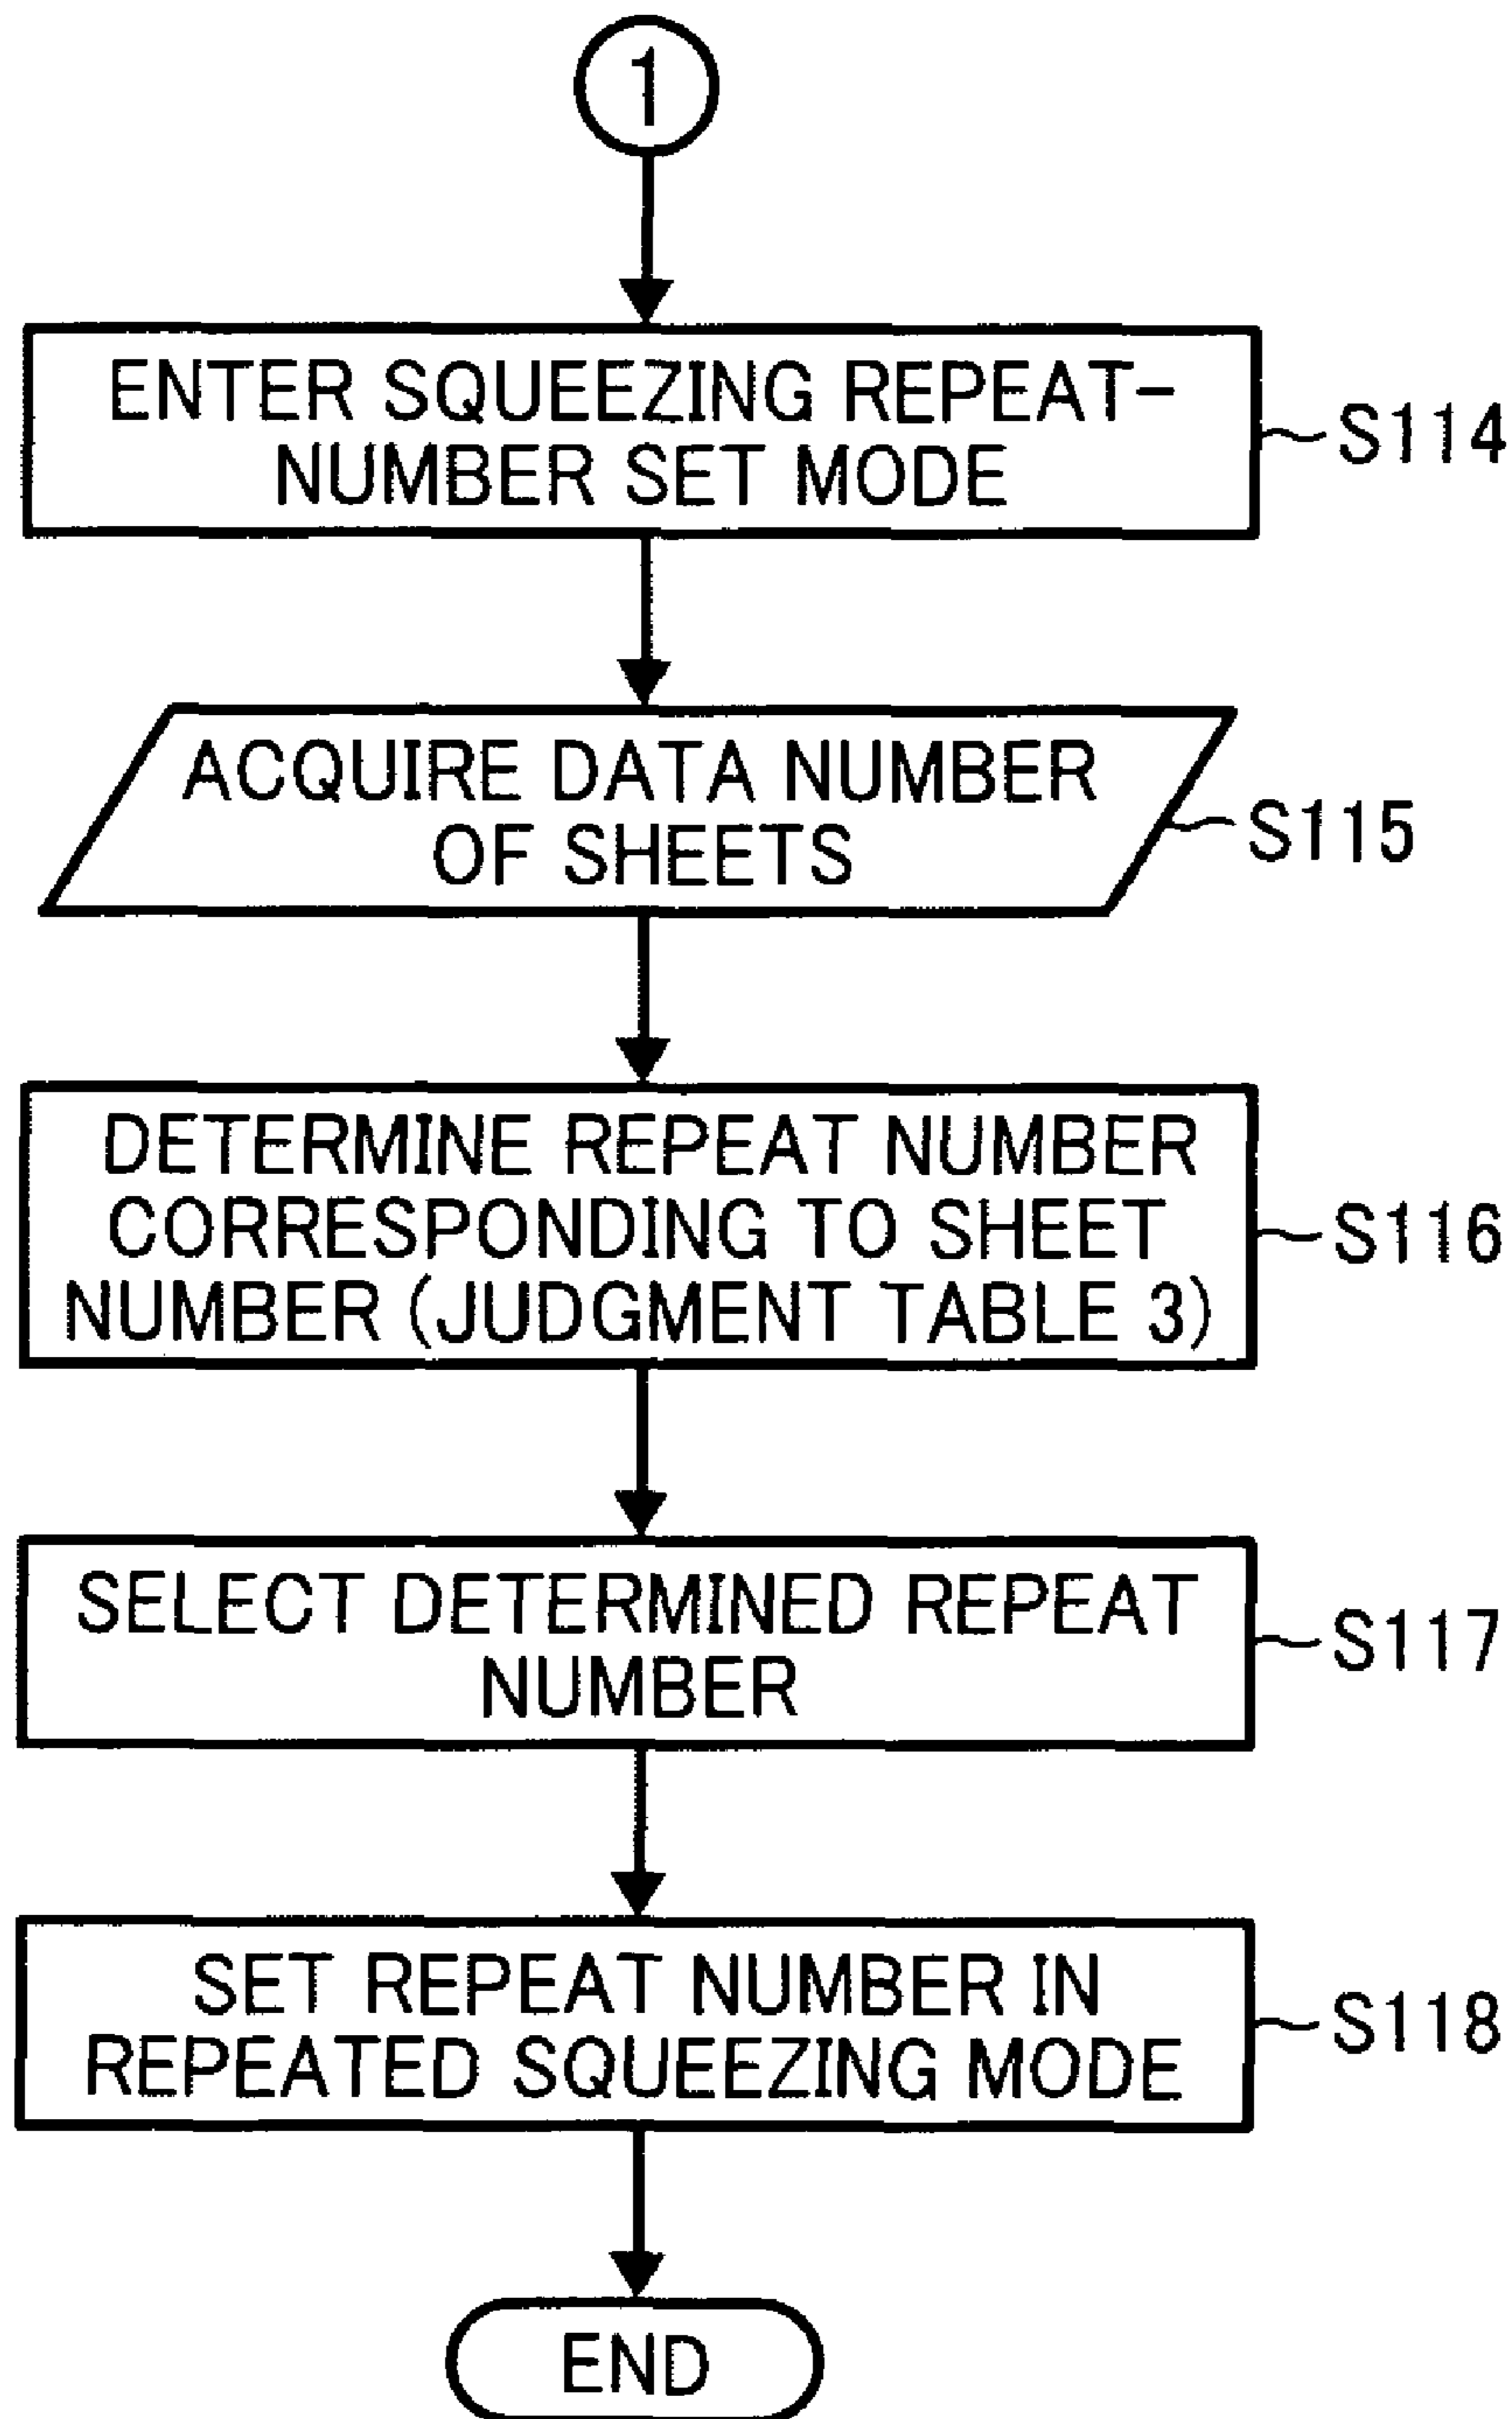 1
ENTER SQUEEZING REPEAT-
NUMBER SET MODE
S114
ACQUIRE DATA NUMBER
OF SHEETS
S115
DETERMINE REPEAT NUMBER
CORRESPONDING TO SHEET
NUMBER (JUDGMENT TABLE 3)
S116
SELECT DETERMINED REPEAT
NUMBER
S117
SET REPEAT NUMBER IN
REPEATED SQUEEZING MODE
S118
END